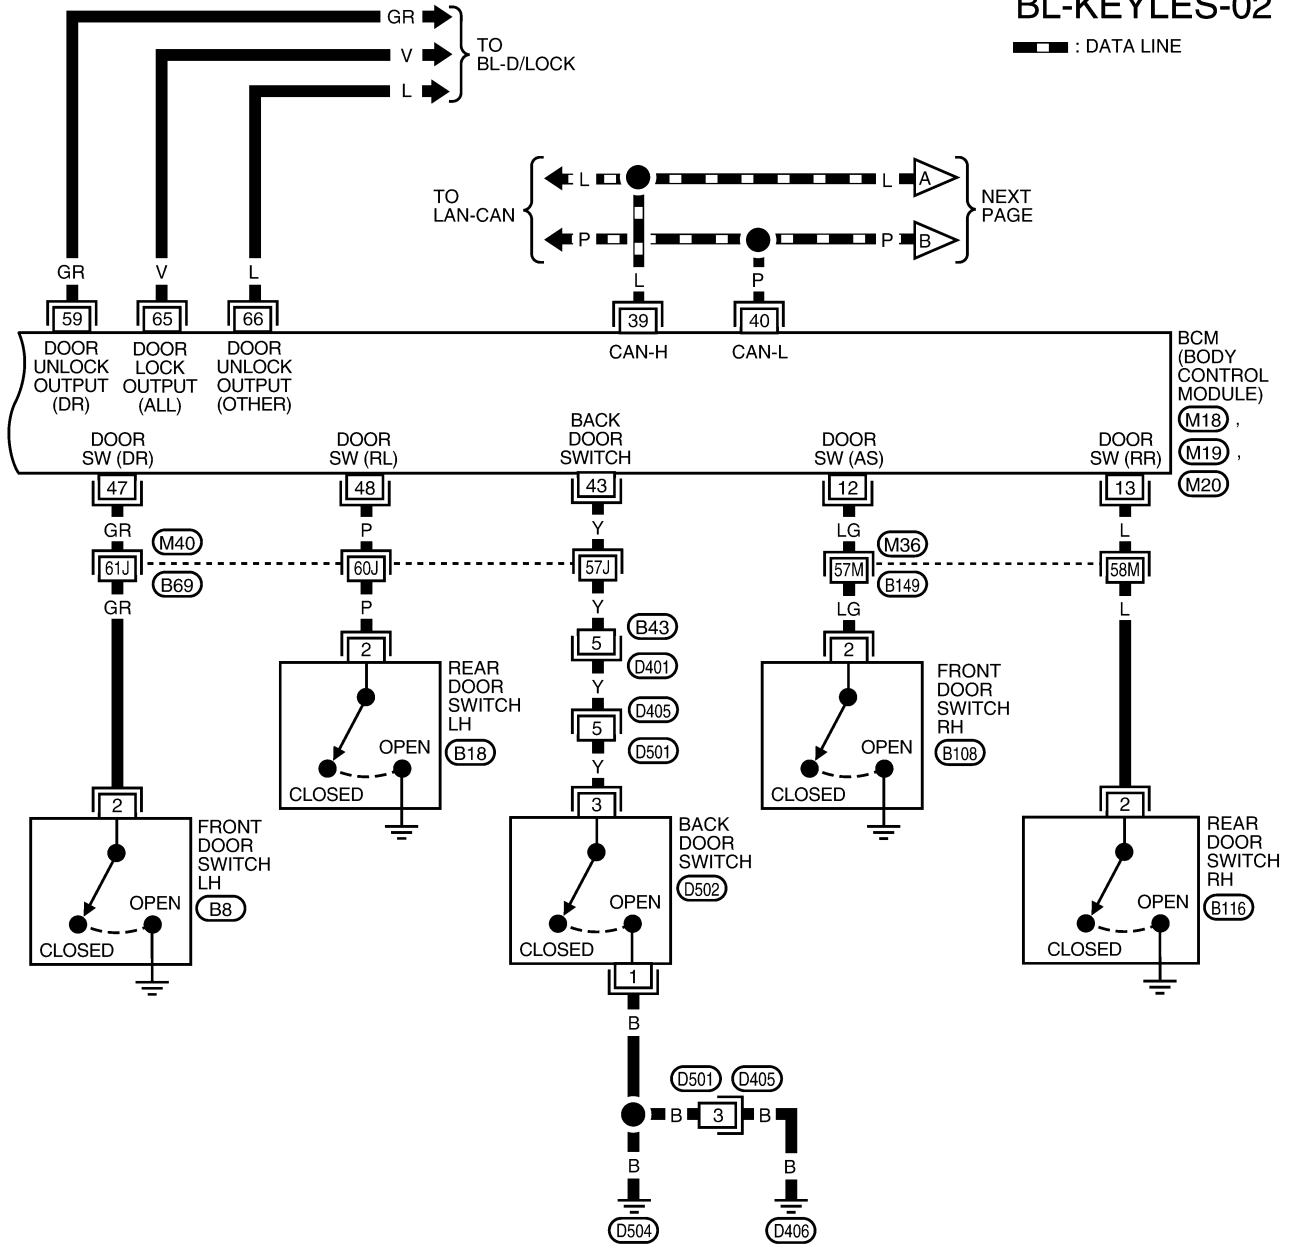 BL-KEYLES-02
: DATA LINE
GR
V
L
TO
BL-D/LOCK
TO
LAN-CAN
L
L
A
P
P
B
NEXT
PAGE
GR
V
L
L
P
59
65
66
39
40
DOOR
UNLOCK
OUTPUT
(DR)
DOOR
LOCK
OUTPUT
(ALL)
DOOR
UNLOCK
OUTPUT
(OTHER)
CAN-H
CAN-L
BCM
(BODY
CONTROL
MODULE)
M18 ,
M19 ,
M20
DOOR
SW (DR)
DOOR
SW (RL)
BACK
DOOR
SWITCH
DOOR
SW (AS)
DOOR
SW (RR)
47
48
43
12
13
GR
P
Y
LG
L
M40
M36
61J
60J
57J
57M
58M
B69
B149
GR
P
Y
LG
L
2
5
B43
D401
2
Y
REAR
DOOR
SWITCH
LH
B18
OPEN
CLOSED
5
D405
D501
Y
FRONT
DOOR
SWITCH
RH
B108
OPEN
CLOSED
2
FRONT
DOOR
SWITCH
LH
B8
OPEN
CLOSED
3
BACK
DOOR
SWITCH
D502
OPEN
CLOSED
2
REAR
DOOR
SWITCH
RH
B116
OPEN
CLOSED
1
B
D501
D405
B
3
B
B
B
D504
D406